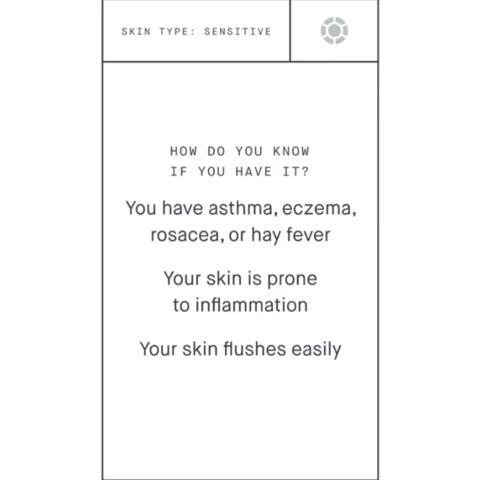 SKIN TYPE: SENSITIVE
HOW DO YOU KNOW
IF YOU HAVE IT?
You have asthma, eczema,
rosacea, or hay fever
Your skin is prone
to inflammation
Your skin flushes easily